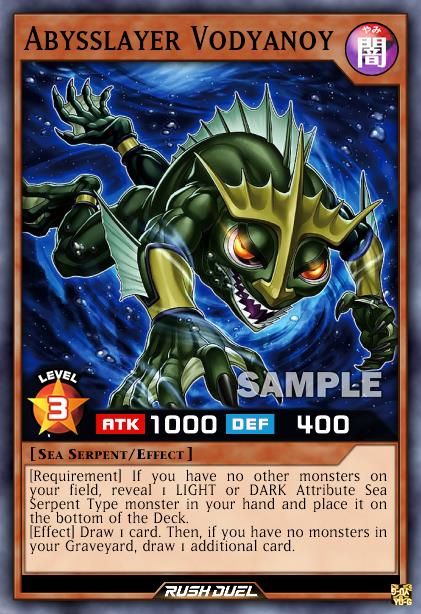 Abysslayer Vodyanoy
やみ
闇
SAMPLE
LEVEL
3
ATK 1000 DEF 400
[Sea Serpent/Effect]
[Requirement] If you have no other monsters on
your field, reveal 1 LIGHT or DARK Attribute Sea
Serpent Type monster in your hand and place it on
the bottom of the Deck.
[Effect] Draw 1 card. Then, if you have no monsters in
your Graveyard, draw 1 additional card.
RUSH DUEL